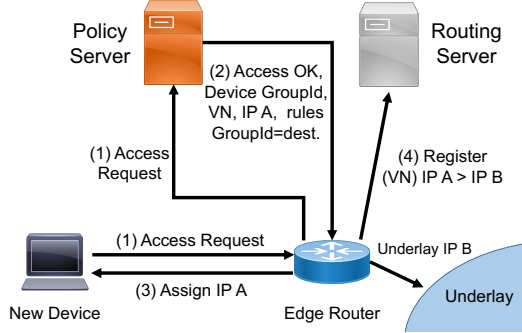 Policy
Server
Routing
Server
(2) Access OK,
Device GroupId,
VN, IP A, rules
GroupId=dest.
(1) Access
Request
(4) Register
(VN) IP A > IP B
(1) Access Request
(3) Assign IP A
Underlay IP B
Underlay
New Device
Edge Router